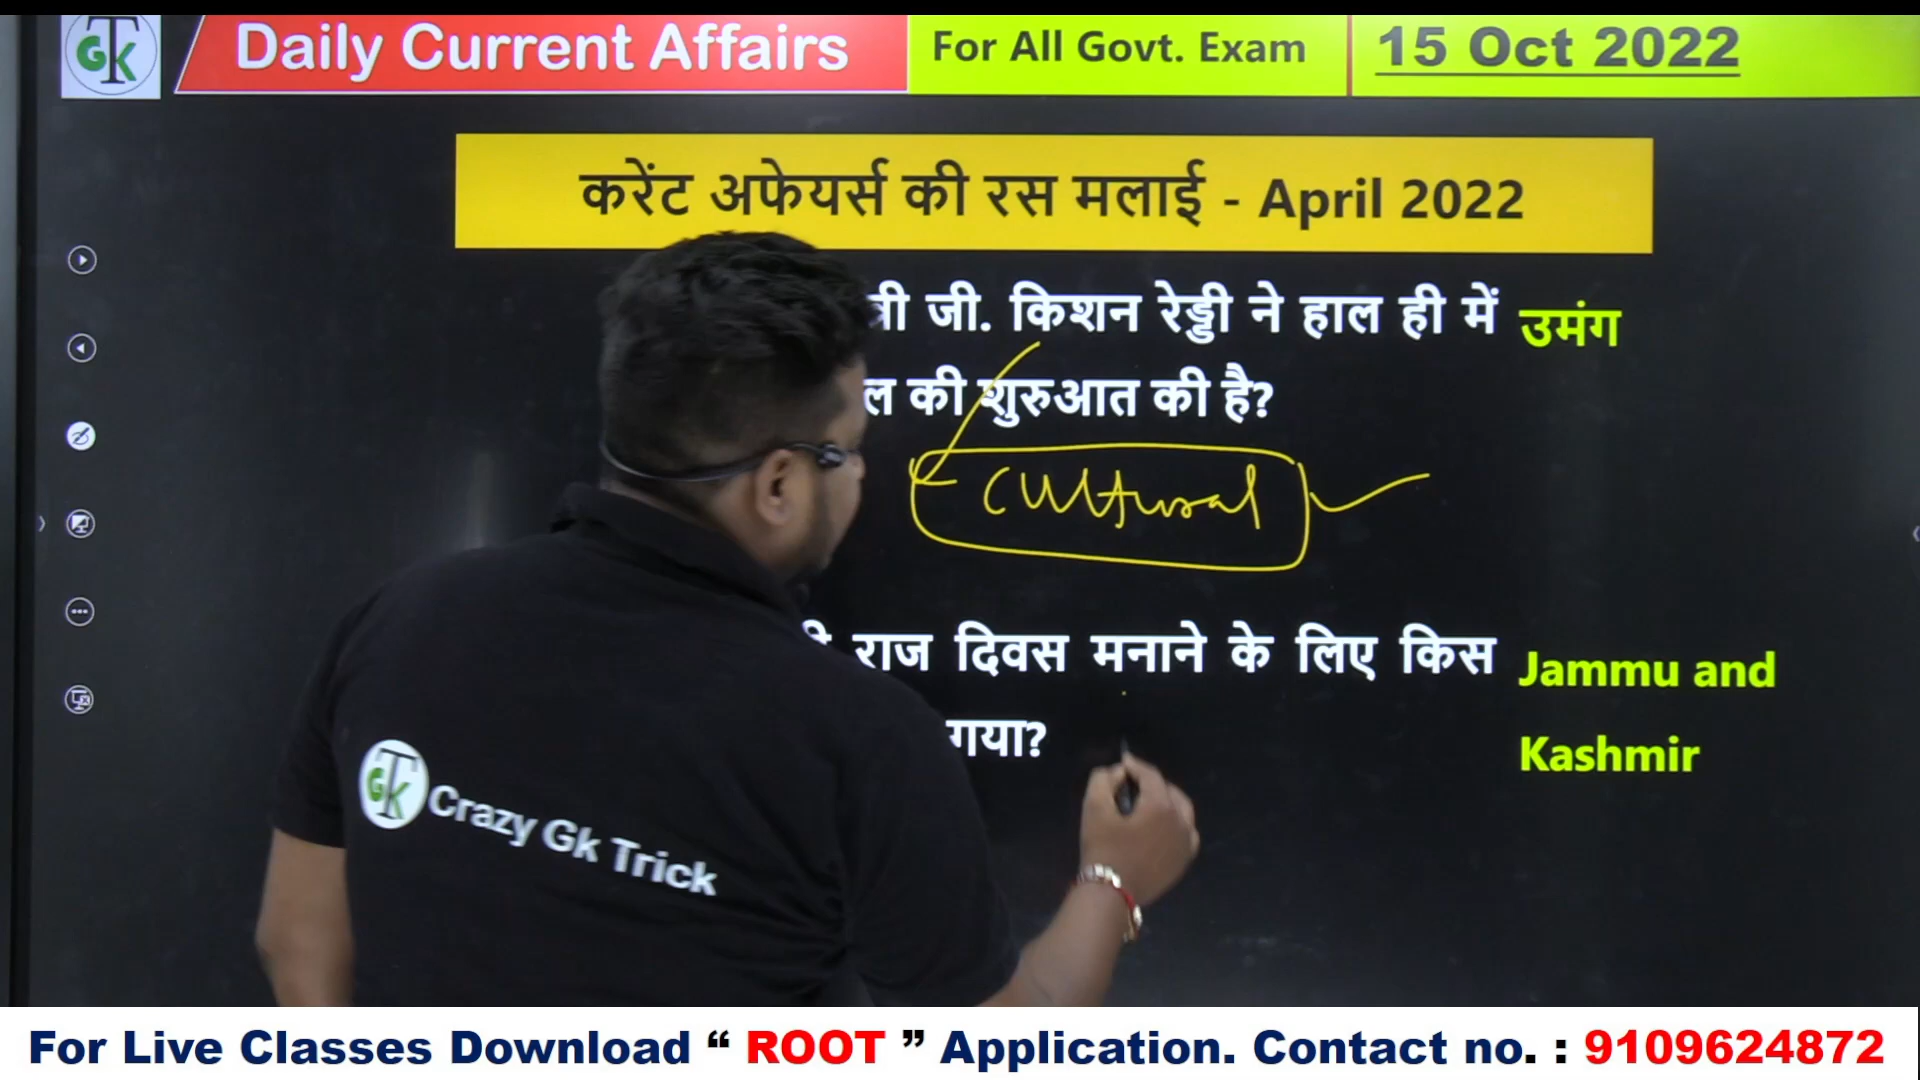 GTK
Daily Current Affairs
For All Govt. Exam
15 Oct 2022
करेंट अफेयर्स की रस मलाई - April 2022
जी. किशन रेड्डी ने हाल ही में
उमंग
की शुरुआत की है?
Cultural
राज दिवस मनाने के लिए किस
Jammu and
गया?
Kashmir
GTK Crazy Gk Trick
For Live Classes Download “ ROOT ” Application. Contact no. : 9109624872